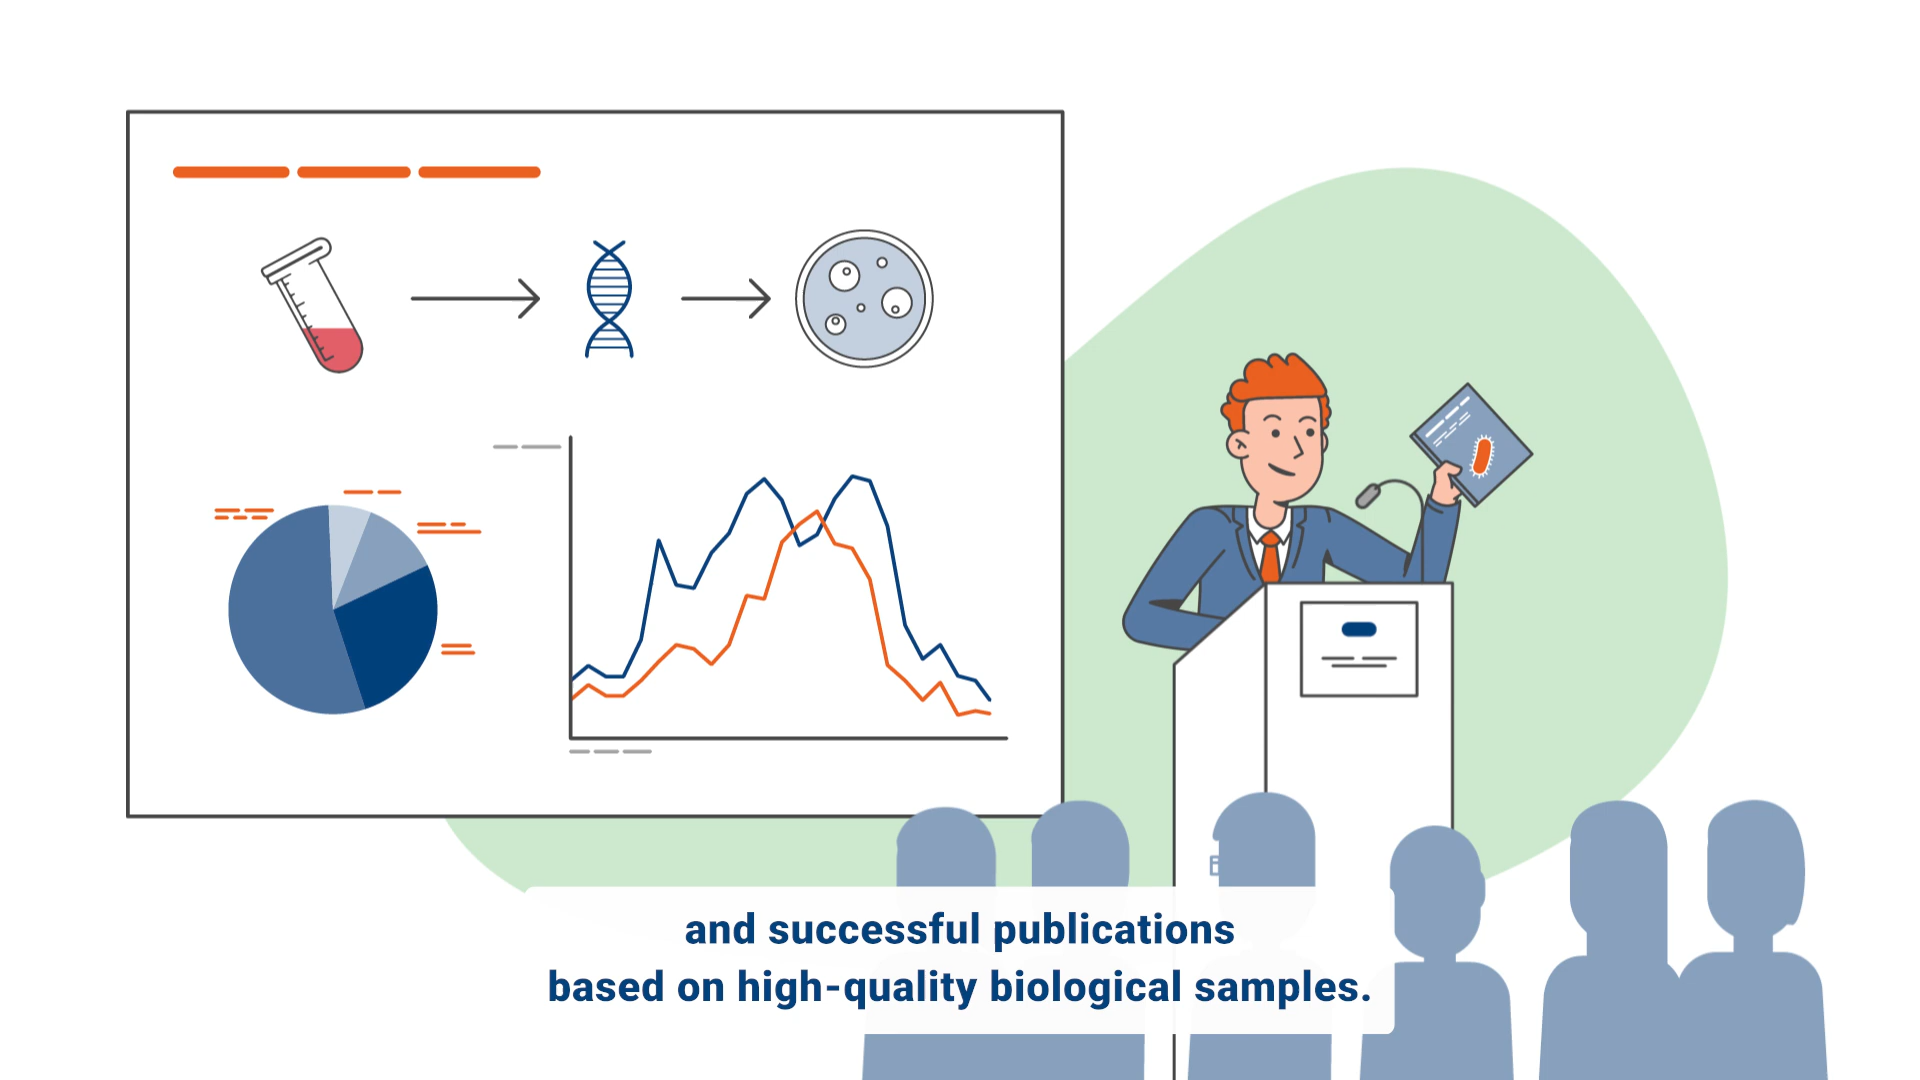 and successful publications
based on high-quality biological samples.